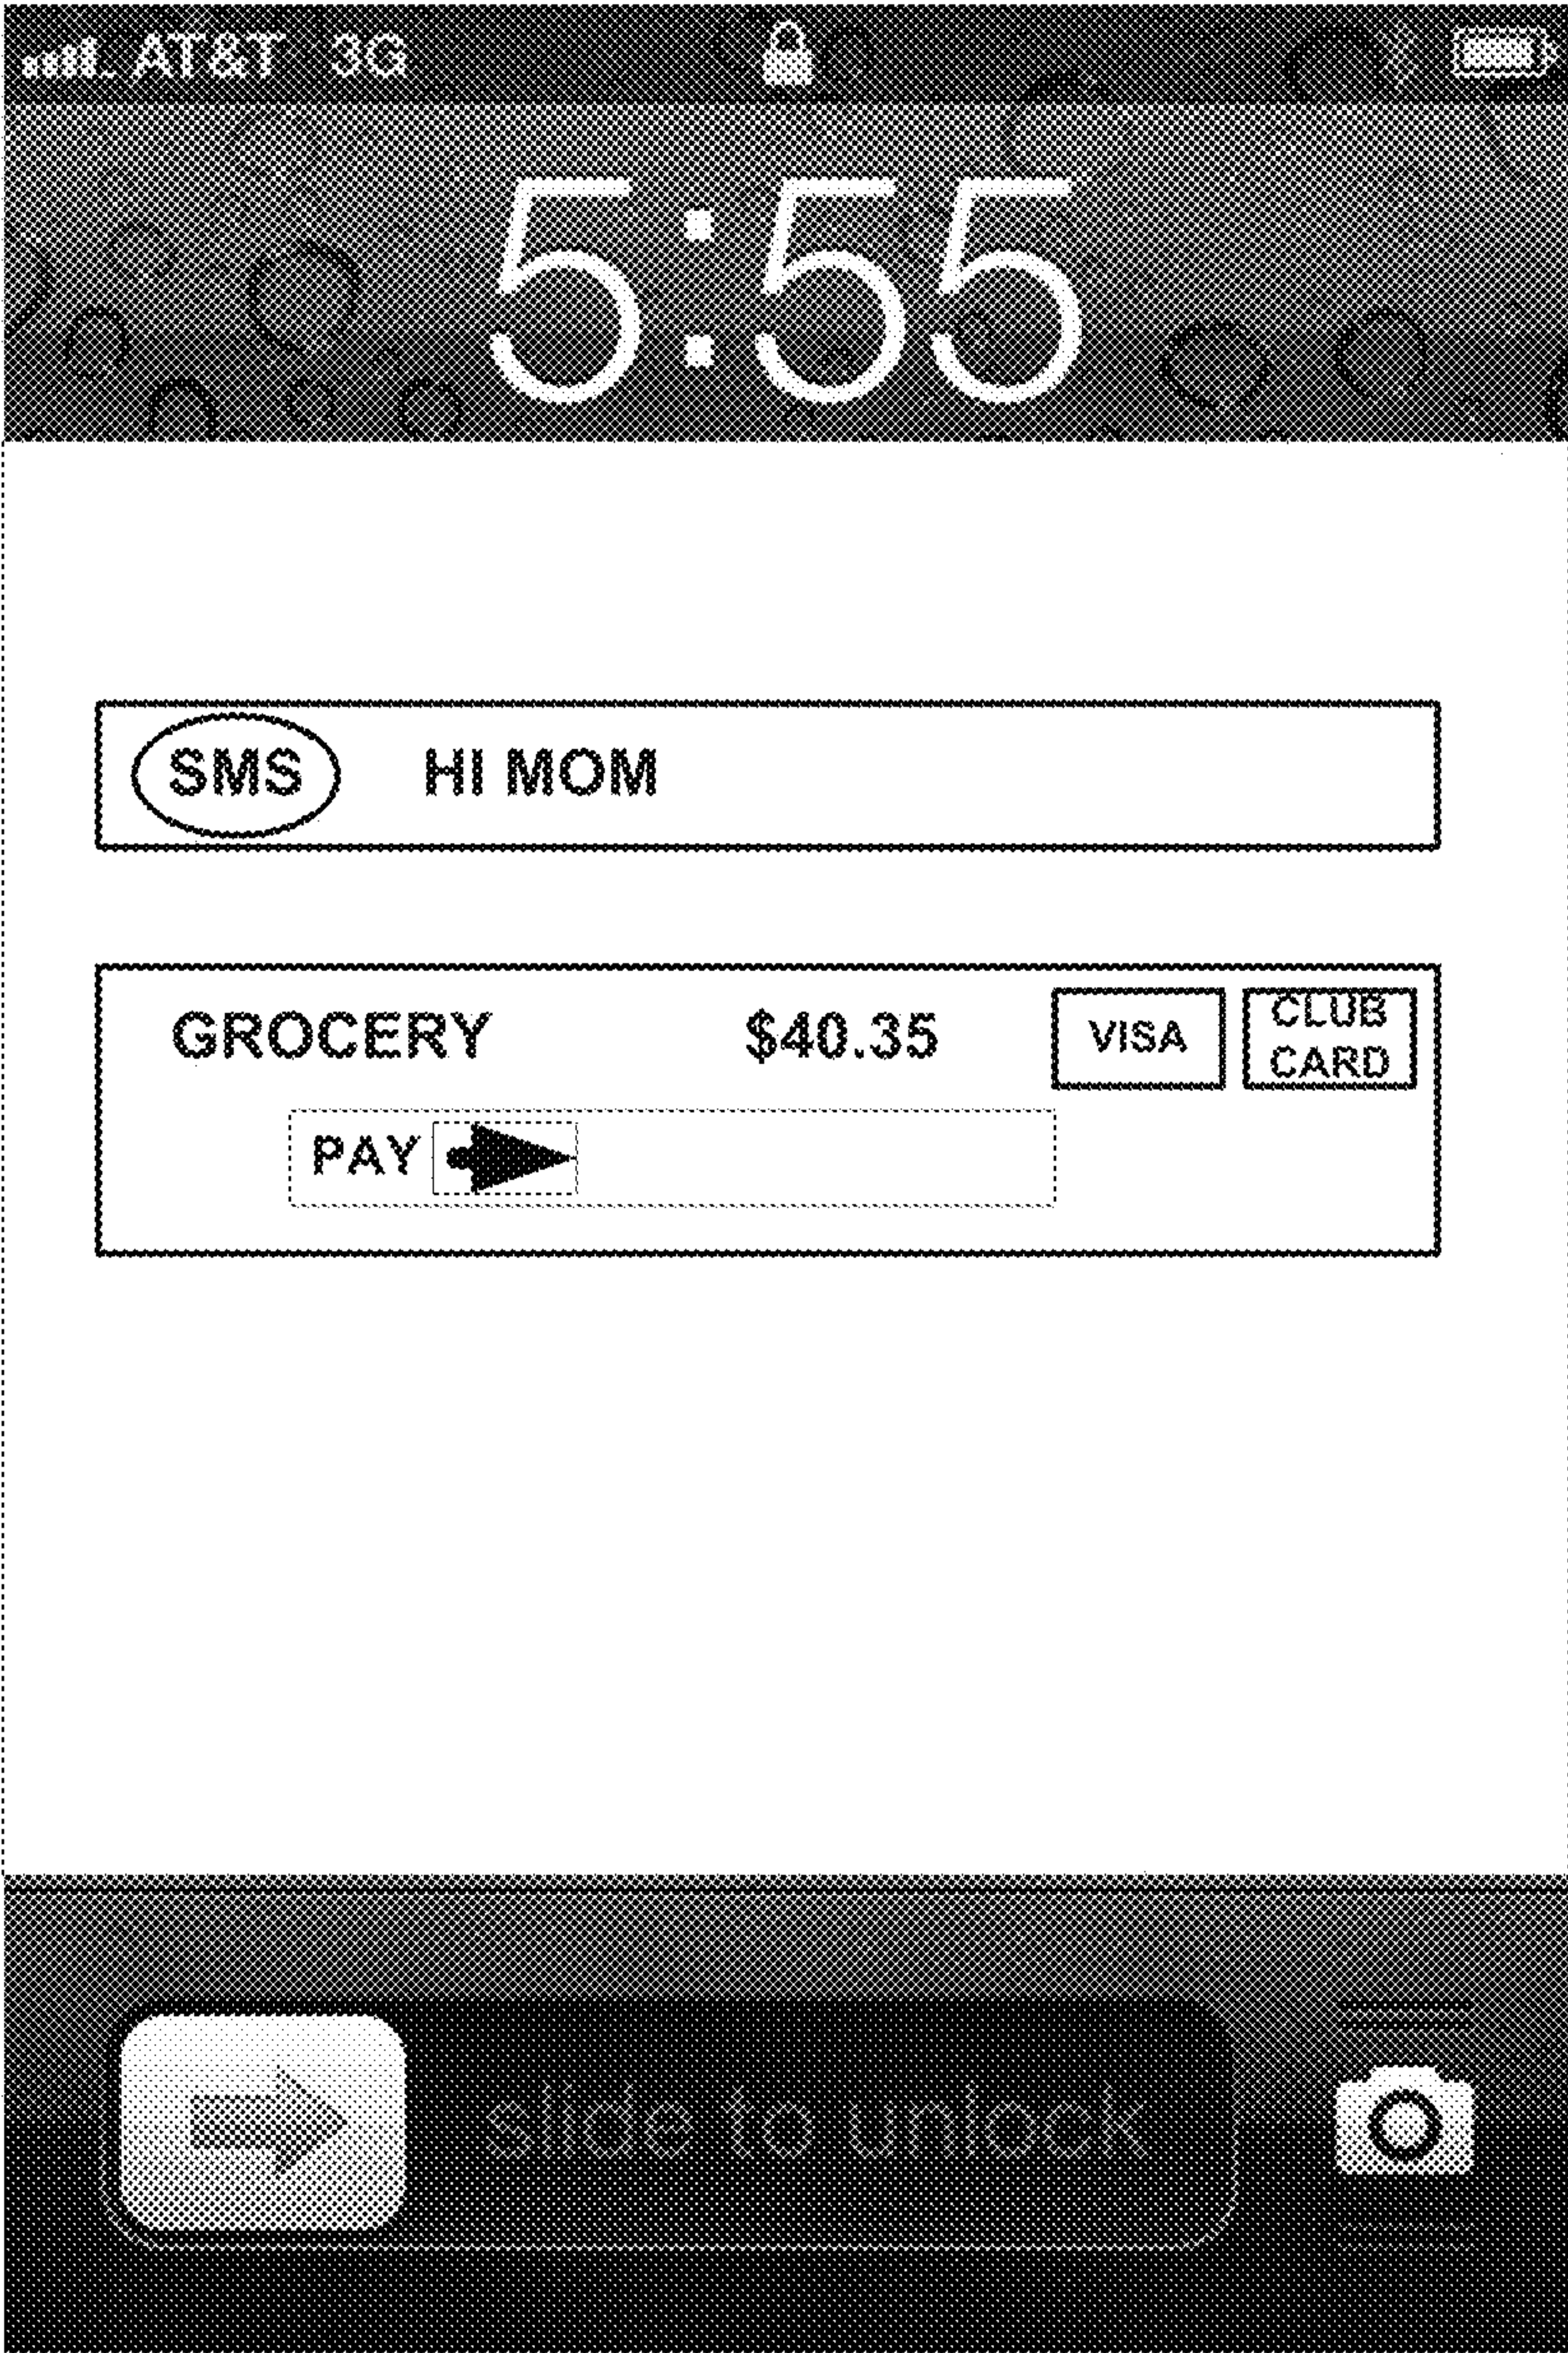 AT&T 3G
5:55
SMS HI MOM
GROCERY $40.35 VISA CLUB CARD
PAY
slide to unlock